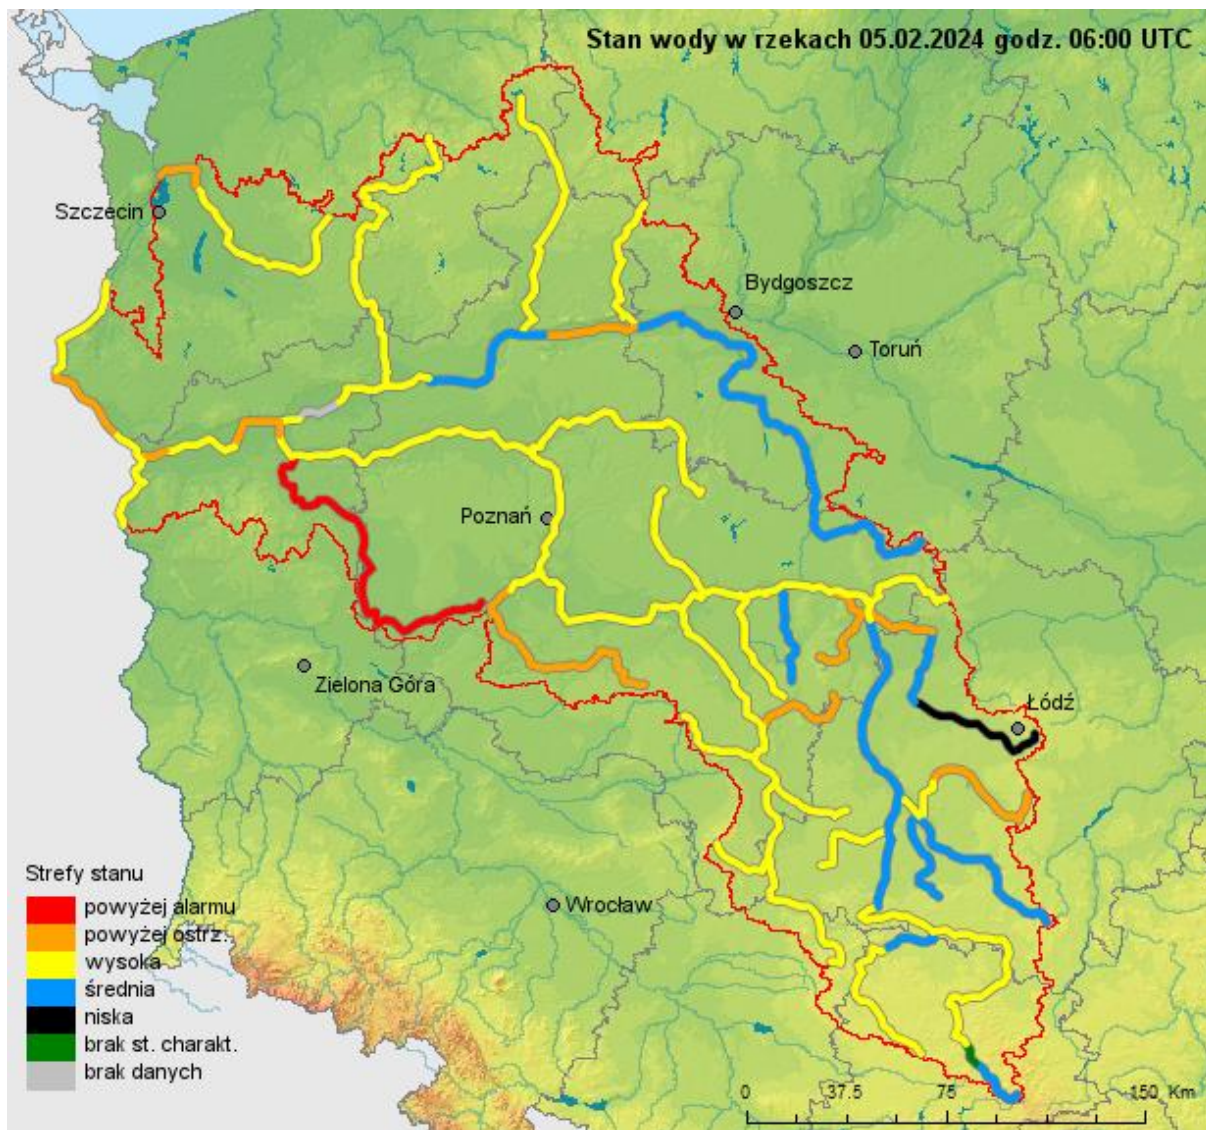 Stan wody w rzekach 05.02.2024 godz. 06:00 UTC
Szczecin
Bydgoszcz
Toruń
Poznań
Zielona Góra
Łódź
Wrocław
Strefy stanu
powyżej alarmu
powyżej ostrz.
wysoka
średnia
niska
brak st. charakt.
brak danych
0 37.5 75 150 Km